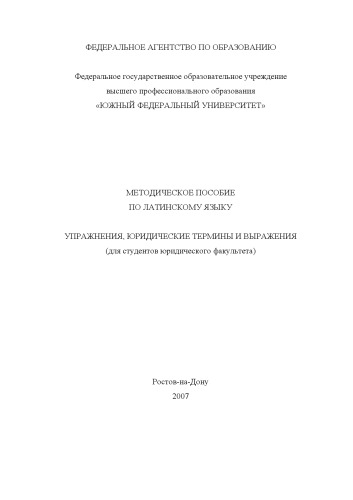 ФЕДЕРАЛЬНОЕ АГЕНТСТВО ПО ОБРАЗОВАНИЮ
Федеральное государственное образовательное учреждение
высшего профессионального образования
«ЮЖНЫЙ ФЕДЕРАЛЬНЫЙ УНИВЕРСИТЕТ»
МЕТОДИЧЕСКОЕ ПОСОБИЕ
ПО ЛАТИНСКОМУ ЯЗЫКУ
УПРАЖНЕНИЯ, ЮРИДИЧЕСКИЕ ТЕРМИНЫ И ВЫРАЖЕНИЯ
(для студентов юридического факультета)
Ростов-на-Дону
2007